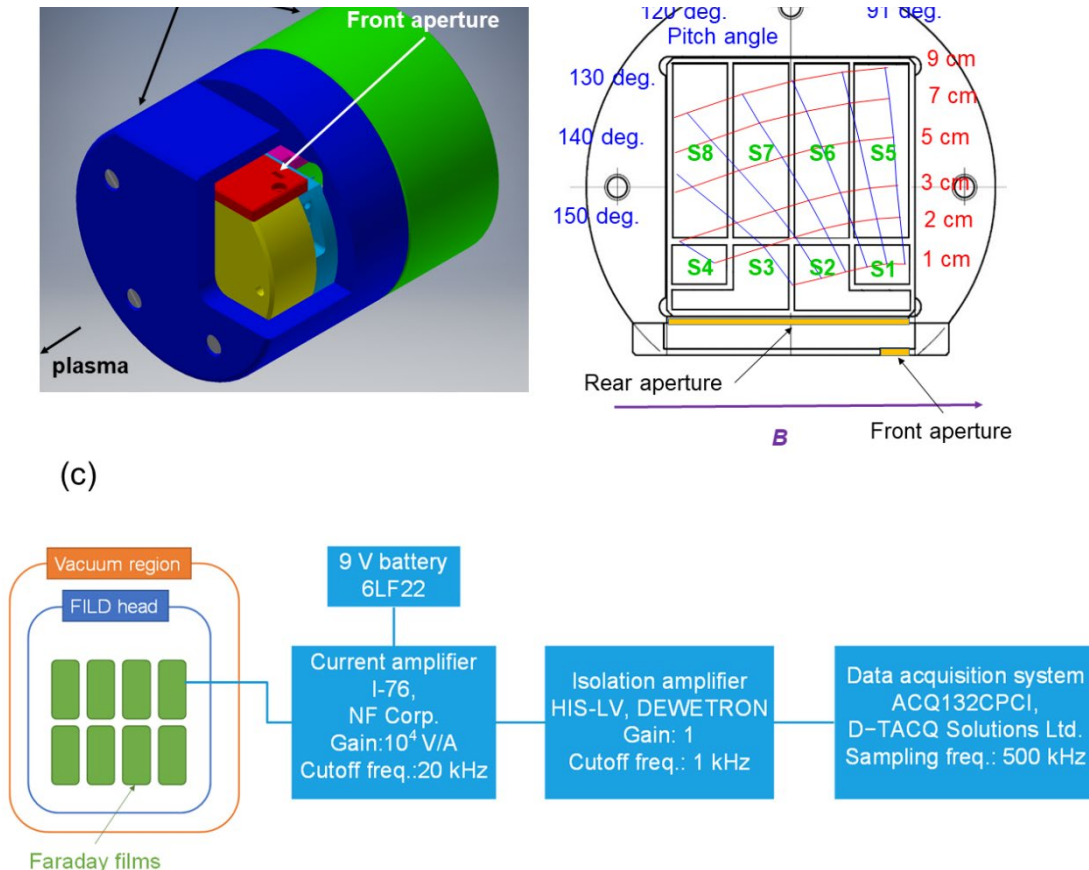 Front aperture
plasma
120 deg.
91 deg.
Pitch angle
130 deg.
140 deg.
150 deg.
9 cm
7 cm
5 cm
3 cm
2 cm
1 cm
S8
S7
S6
S5
S4
S3
S2
S1
Rear aperture
B
Front aperture
(c)
Vacuum region
FILD head
Faraday films
9 V battery
6LF22
Current amplifier
I-76,
NF Corp.
Gain:10⁴ V/A
Cutoff freq.:20 kHz
Isolation amplifier
HIS-LV, DEWETRON
Gain: 1
Cutoff freq.: 1 kHz
Data acquisition system
ACQ132CPCI,
D−TACQ Solutions Ltd.
Sampling freq.: 500 kHz